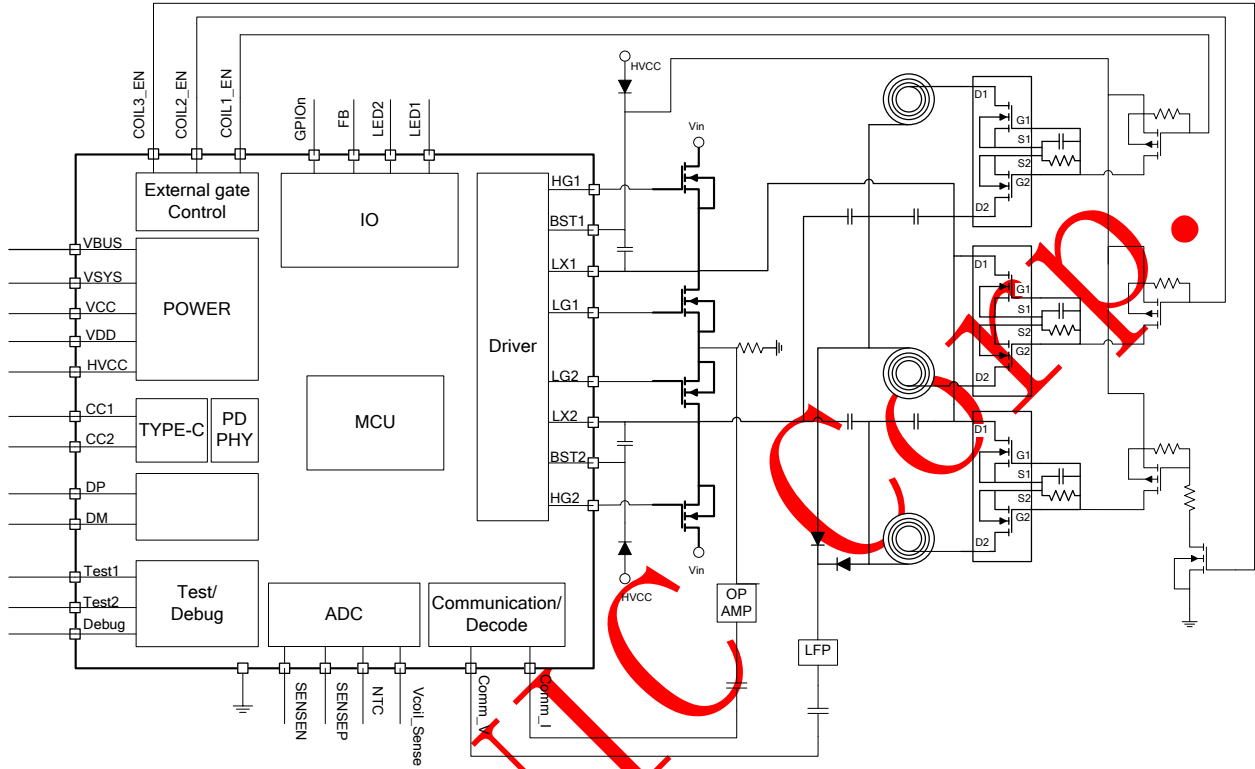 COIL3_EN
COIL2_EN
COIL1_EN
GPIOn
FB
LED2
LED1
HVCC
Vin
External gate
Control
IO
HG1
BST1
LX1
LG1
Driver
LG2
LX2
BST2
HG2
VBUS
VSYS
VCC
VDD
HVCC
POWER
MCU
CC1
CC2
TYPE-C
PD
PHY
DP
DM
Test1
Test2
Debug
Test/
Debug
ADC
Communication/
Decode
SENSEN
SENSEP
NTC
Vcoil_Sense
Comm_V
Comm_I
HVCC
Vin
OP
AMP
LFP
D1
G1
S1
S2
G2
D2
D1
G1
S1
S2
G2
D2
D1
G1
S1
S2
G2
D2
Corp.